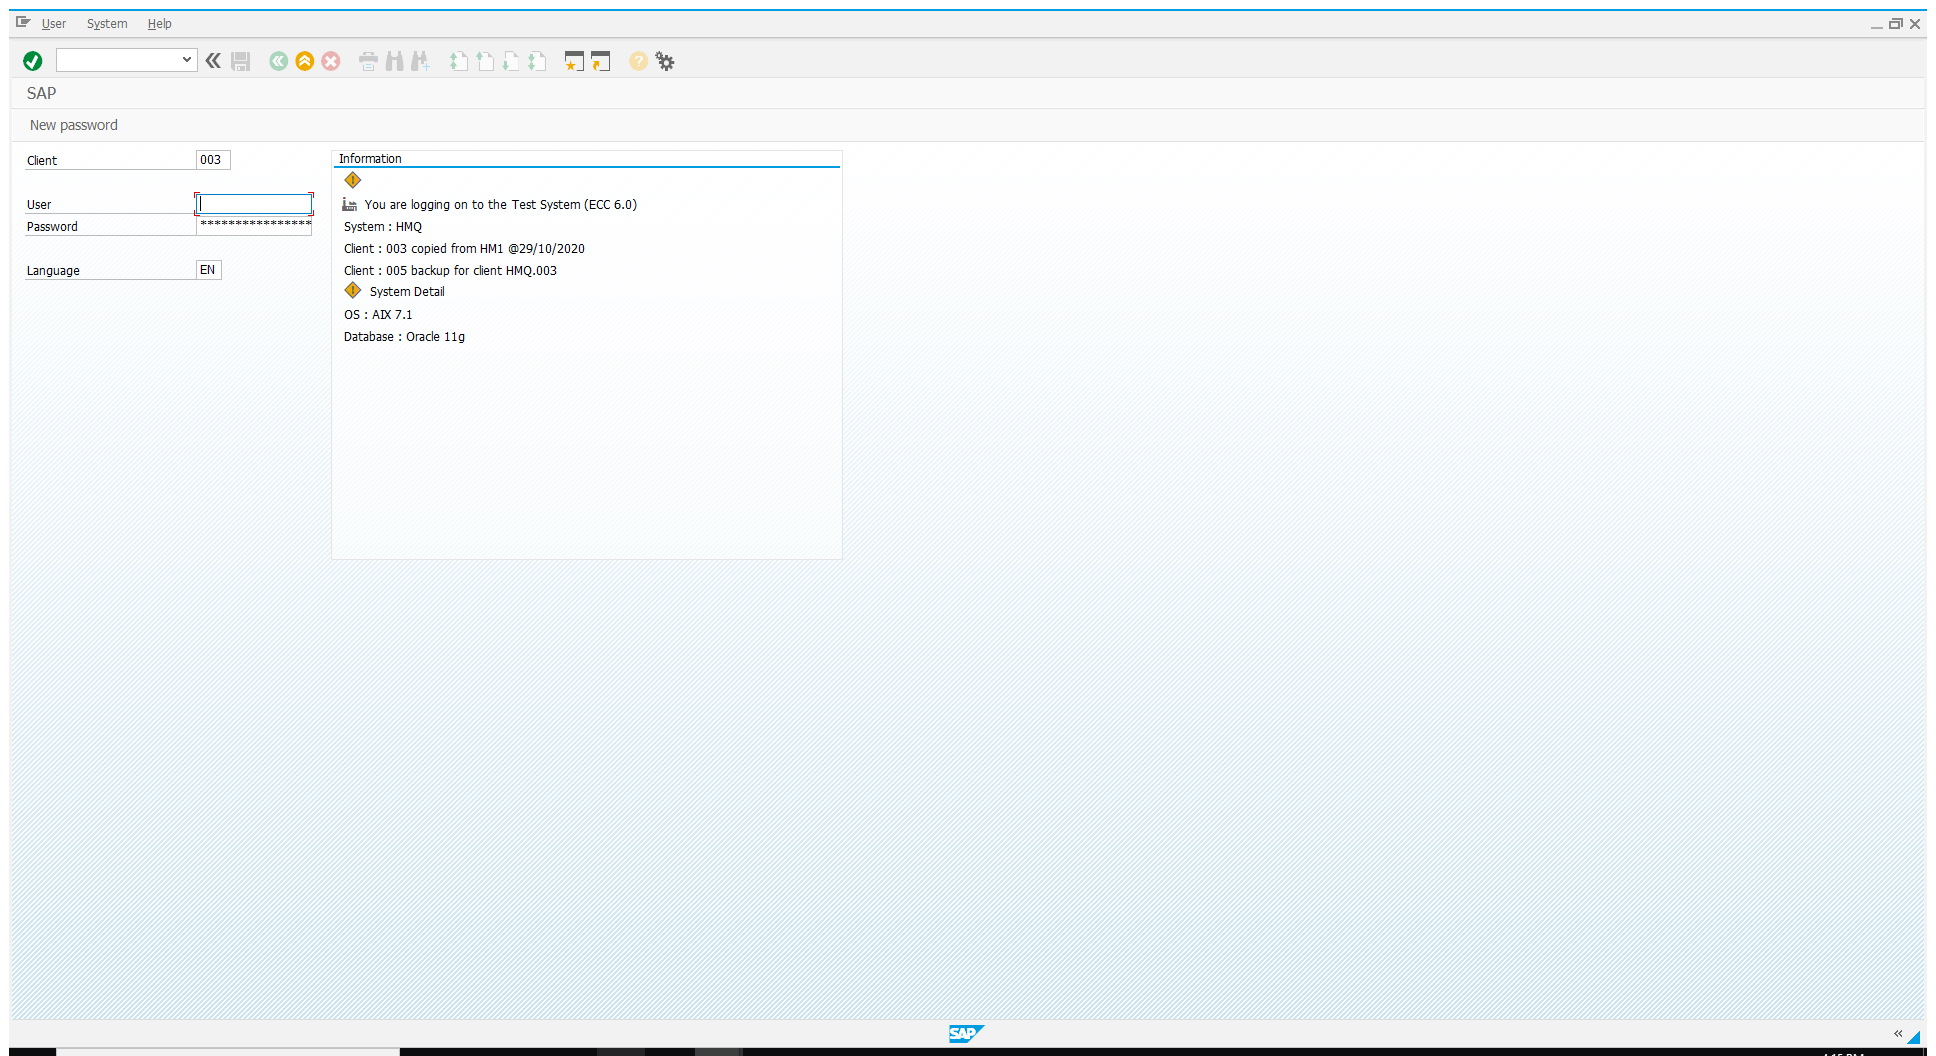 User System Help
SAP
New password
Client 003
User
Password ****************
Language EN
Information
You are logging on to the Test System (ECC 6.0)
System : HMQ
Client : 003 copied from HM1 @29/10/2020
Client : 005 backup for client HMQ.003
System Detail
OS : AIX 7.1
Database : Oracle 11g
SAP